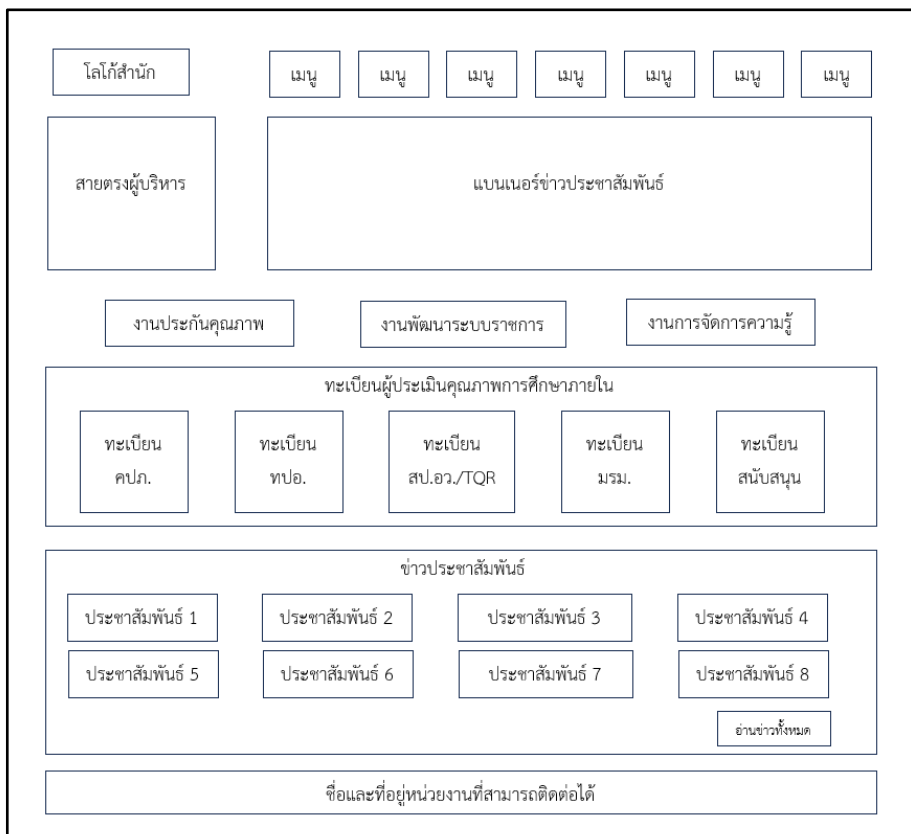 โลโก้สำนัก
เมนู เมนู เมนู เมนู เมนู เมนู เมนู
สายตรงผู้บริหาร
แบนเนอร์ข่าวประชาสัมพันธ์
งานประกันคุณภาพ
งานพัฒนาระบบราชการ
งานการจัดการความรู้
ทะเบียนผู้ประเมินคุณภาพการศึกษาภายใน
ทะเบียน
คปภ.
ทะเบียน
ทปอ.
ทะเบียน
สป.อว./TQR
ทะเบียน
มรม.
ทะเบียน
สนับสนุน
ข่าวประชาสัมพันธ์
ประชาสัมพันธ์ 1
ประชาสัมพันธ์ 2
ประชาสัมพันธ์ 3
ประชาสัมพันธ์ 4
ประชาสัมพันธ์ 5
ประชาสัมพันธ์ 6
ประชาสัมพันธ์ 7
ประชาสัมพันธ์ 8
อ่านข่าวทั้งหมด
ชื่อและที่อยู่หน่วยงานที่สามารถติดต่อได้